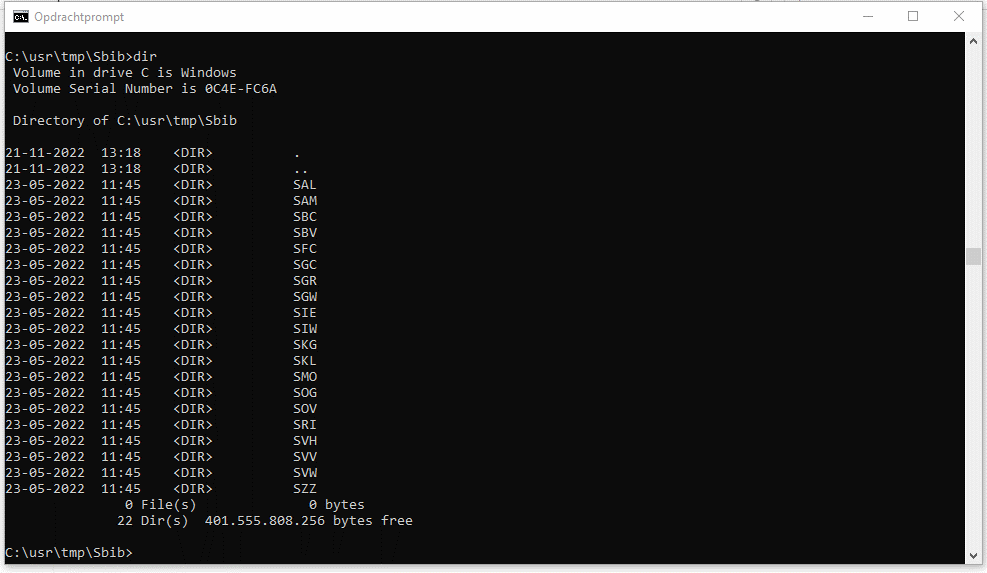 Opdrachtprompt
C:\usr\tmp\Sbib>dir
 Volume in drive C is Windows
 Volume Serial Number is 0C4E-FC6A

 Directory of C:\usr\tmp\Sbib

21-11-2022  13:18    <DIR>          .
21-11-2022  13:18    <DIR>          ..
23-05-2022  11:45    <DIR>          SAL
23-05-2022  11:45    <DIR>          SAM
23-05-2022  11:45    <DIR>          SBC
23-05-2022  11:45    <DIR>          SBV
23-05-2022  11:45    <DIR>          SFC
23-05-2022  11:45    <DIR>          SGC
23-05-2022  11:45    <DIR>          SGR
23-05-2022  11:45    <DIR>          SGW
23-05-2022  11:45    <DIR>          SIE
23-05-2022  11:45    <DIR>          SIW
23-05-2022  11:45    <DIR>          SKG
23-05-2022  11:45    <DIR>          SKL
23-05-2022  11:45    <DIR>          SMO
23-05-2022  11:45    <DIR>          SOG
23-05-2022  11:45    <DIR>          SOV
23-05-2022  11:45    <DIR>          SRI
23-05-2022  11:45    <DIR>          SVH
23-05-2022  11:45    <DIR>          SVV
23-05-2022  11:45    <DIR>          SVW
23-05-2022  11:45    <DIR>          SZZ
               0 File(s)              0 bytes
              22 Dir(s)  401.555.808.256 bytes free

C:\usr\tmp\Sbib>